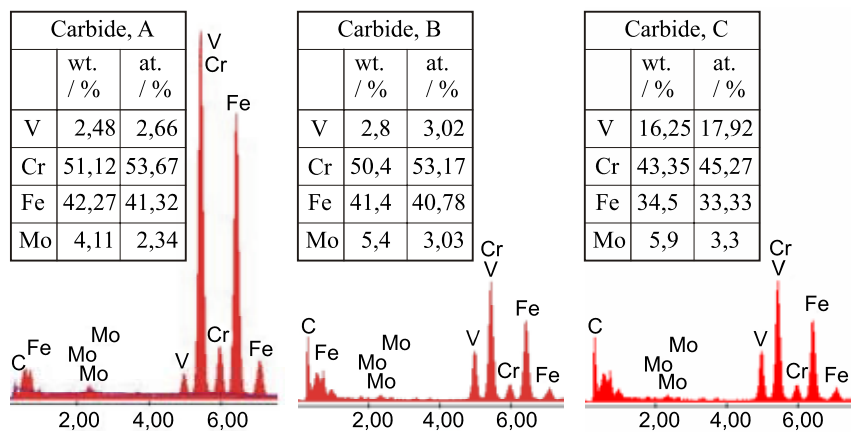 Carbide, A
wt. / % at. / %
V 2,48 2,66
Cr 51,12 53,67
Fe 42,27 41,32
Mo 4,11 2,34
V
Cr
Fe
C Fe Mo Mo Mo V Cr Fe
2,00 4,00 6,00
Carbide, B
wt. / % at. / %
V 2,8 3,02
Cr 50,4 53,17
Fe 41,4 40,78
Mo 5,4 3,03
Cr
V
Fe
C Fe Mo Mo Mo V Cr Fe
2,00 4,00 6,00
Carbide, C
wt. / % at. / %
V 16,25 17,92
Cr 43,35 45,27
Fe 34,5 33,33
Mo 5,9 3,3
Cr
V
Fe
C Mo Mo Mo V Cr Fe
2,00 4,00 6,00